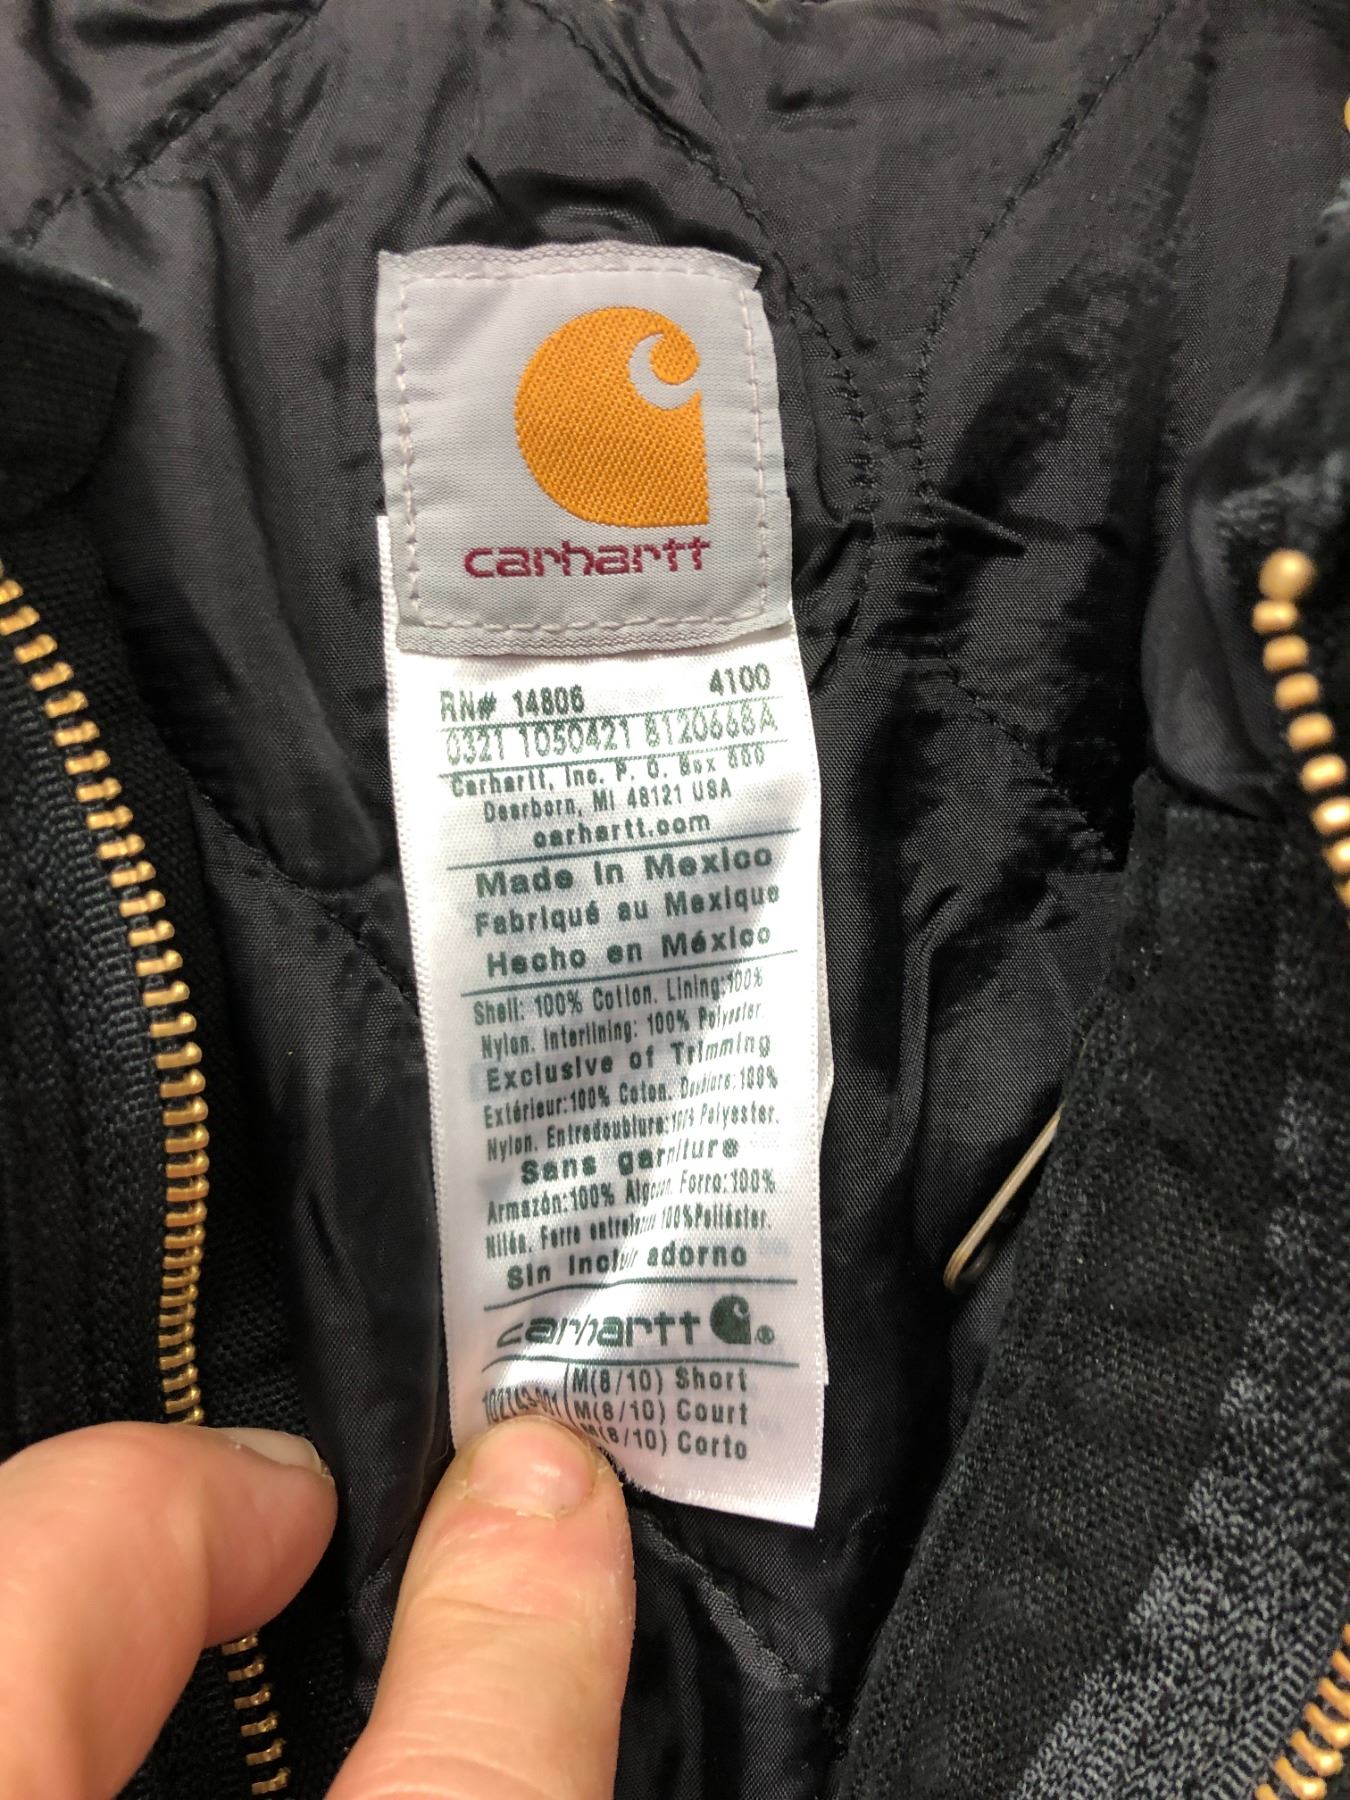 carhartt
RN# 14806 4100
0321 1050421 8120668A
Carhartt, Inc. P. O. Box 600
Dearborn, MI 48121 USA
carhartt.com
Made in Mexico
Fabriqué au Mexique
Hecho en México
Shell: 100% Cotton. Lining:100%
Nylon. Interlining: 100% Polyester.
Exclusive of Trimming
Extérieur:100% Coton. Doublure:100%
Nylon. Entredoublure:100% Polyester.
Sans garniture
Armazón:100% Algodon. Forro:100%
Nilón. Forro 100%Poliéster.
Sin incluir adorno
carhartt ®
M(8/10) Short
M(8/10) Court
M(8/10) Corto